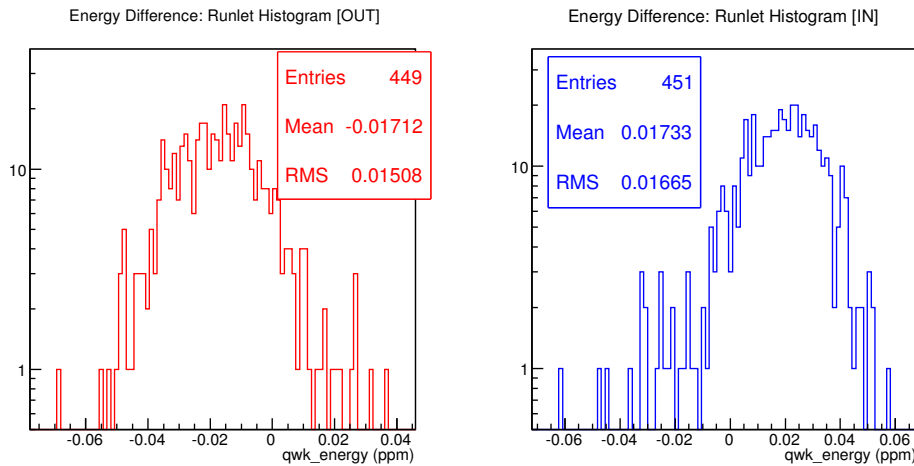 Energy Difference: Runlet Histogram [OUT]
Entries 449
Mean -0.01712
RMS 0.01508
10
1
-0.06 -0.04 -0.02 0 0.02 0.04
qwk_energy (ppm)
Energy Difference: Runlet Histogram [IN]
Entries 451
Mean 0.01733
RMS 0.01665
10
1
-0.06 -0.04 -0.02 0 0.02 0.04 0.06
qwk_energy (ppm)